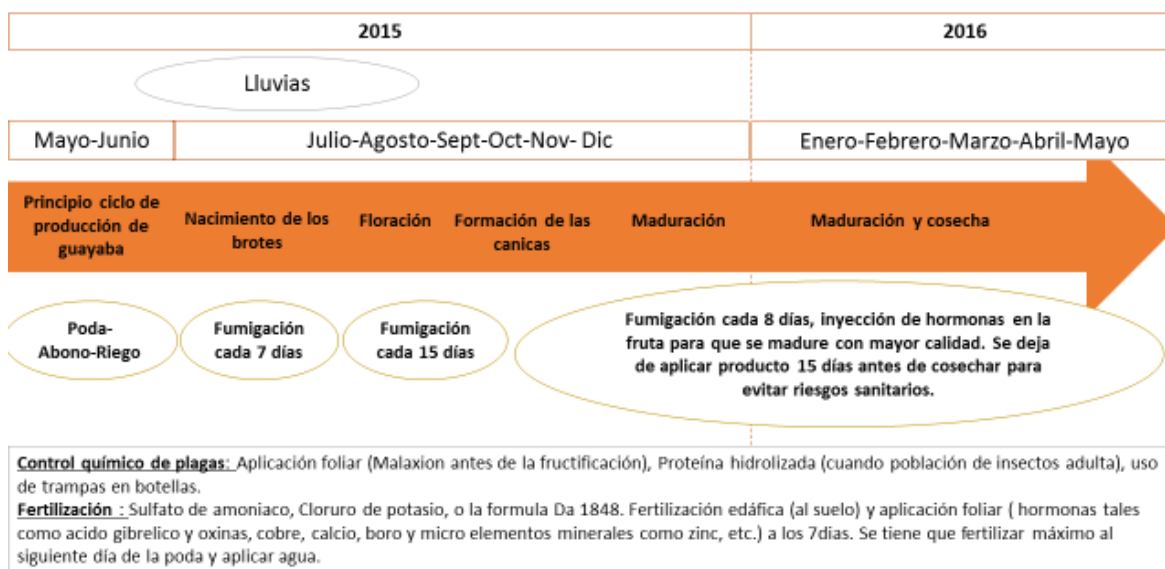 2015
2016
Lluvias
Mayo-Junio
Julio-Agosto-Sept-Oct-Nov- Dic
Enero-Febrero-Marzo-Abril-Mayo
Principio ciclo de
producción de
guayaba
Nacimiento de los
brotes
Floración
Formación de las
canicas
Maduración
Maduración y cosecha
Poda-
Abono-Riego
Fumigación
cada 7 días
Fumigación
cada 15 días
Fumigación cada 8 días, inyección de hormonas en la
fruta para que se madure con mayor calidad. Se deja
de aplicar producto 15 días antes de cosechar para
evitar riesgos sanitarios.
Control químico de plagas: Aplicación foliar (Malaxion antes de la fructificación), Proteína hidrolizada (cuando población de insectos adulta), uso
de trampas en botellas.
Fertilización : Sulfato de amoniaco, Cloruro de potasio, o la formula Da 1848. Fertilización edáfica (al suelo) y aplicación foliar ( hormonas tales
como acido gibrelico y oxinas, cobre, calcio, boro y micro elementos minerales como zinc, etc.) a los 7dias. Se tiene que fertilizar máximo al
siguiente día de la poda y aplicar agua.